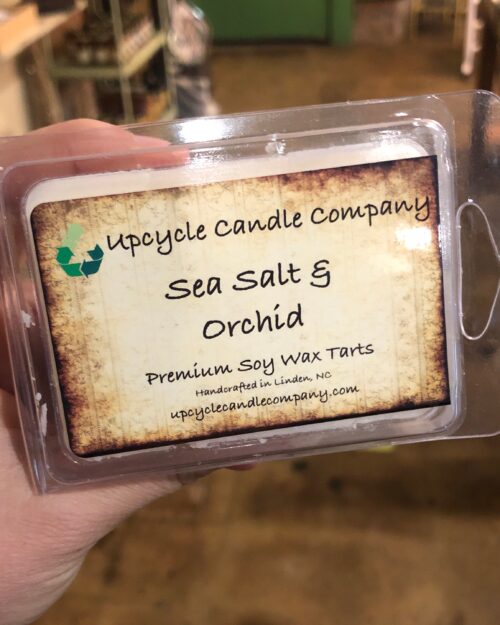 Upcycle Candle Company
Sea Salt &
Orchid
Premium Soy Wax Tarts
Handcrafted in Linden, NC
upcyclecandlecompany.com